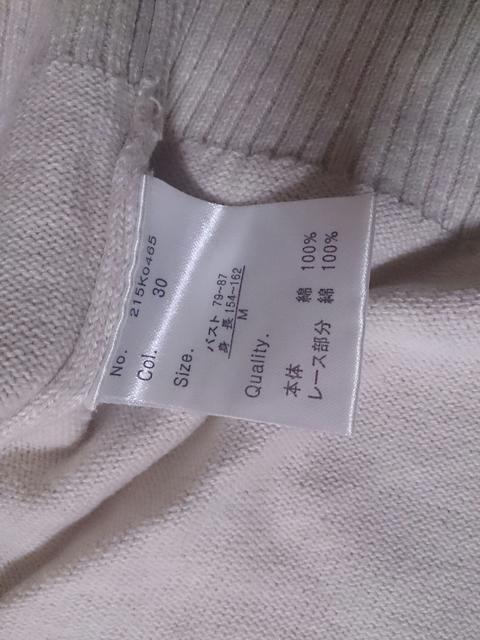 No. 215K0465
Col. 30
Size.
バスト 79~87
身長 154~162
M
Quality.
本体 綿 100%
レース部分 綿 100%